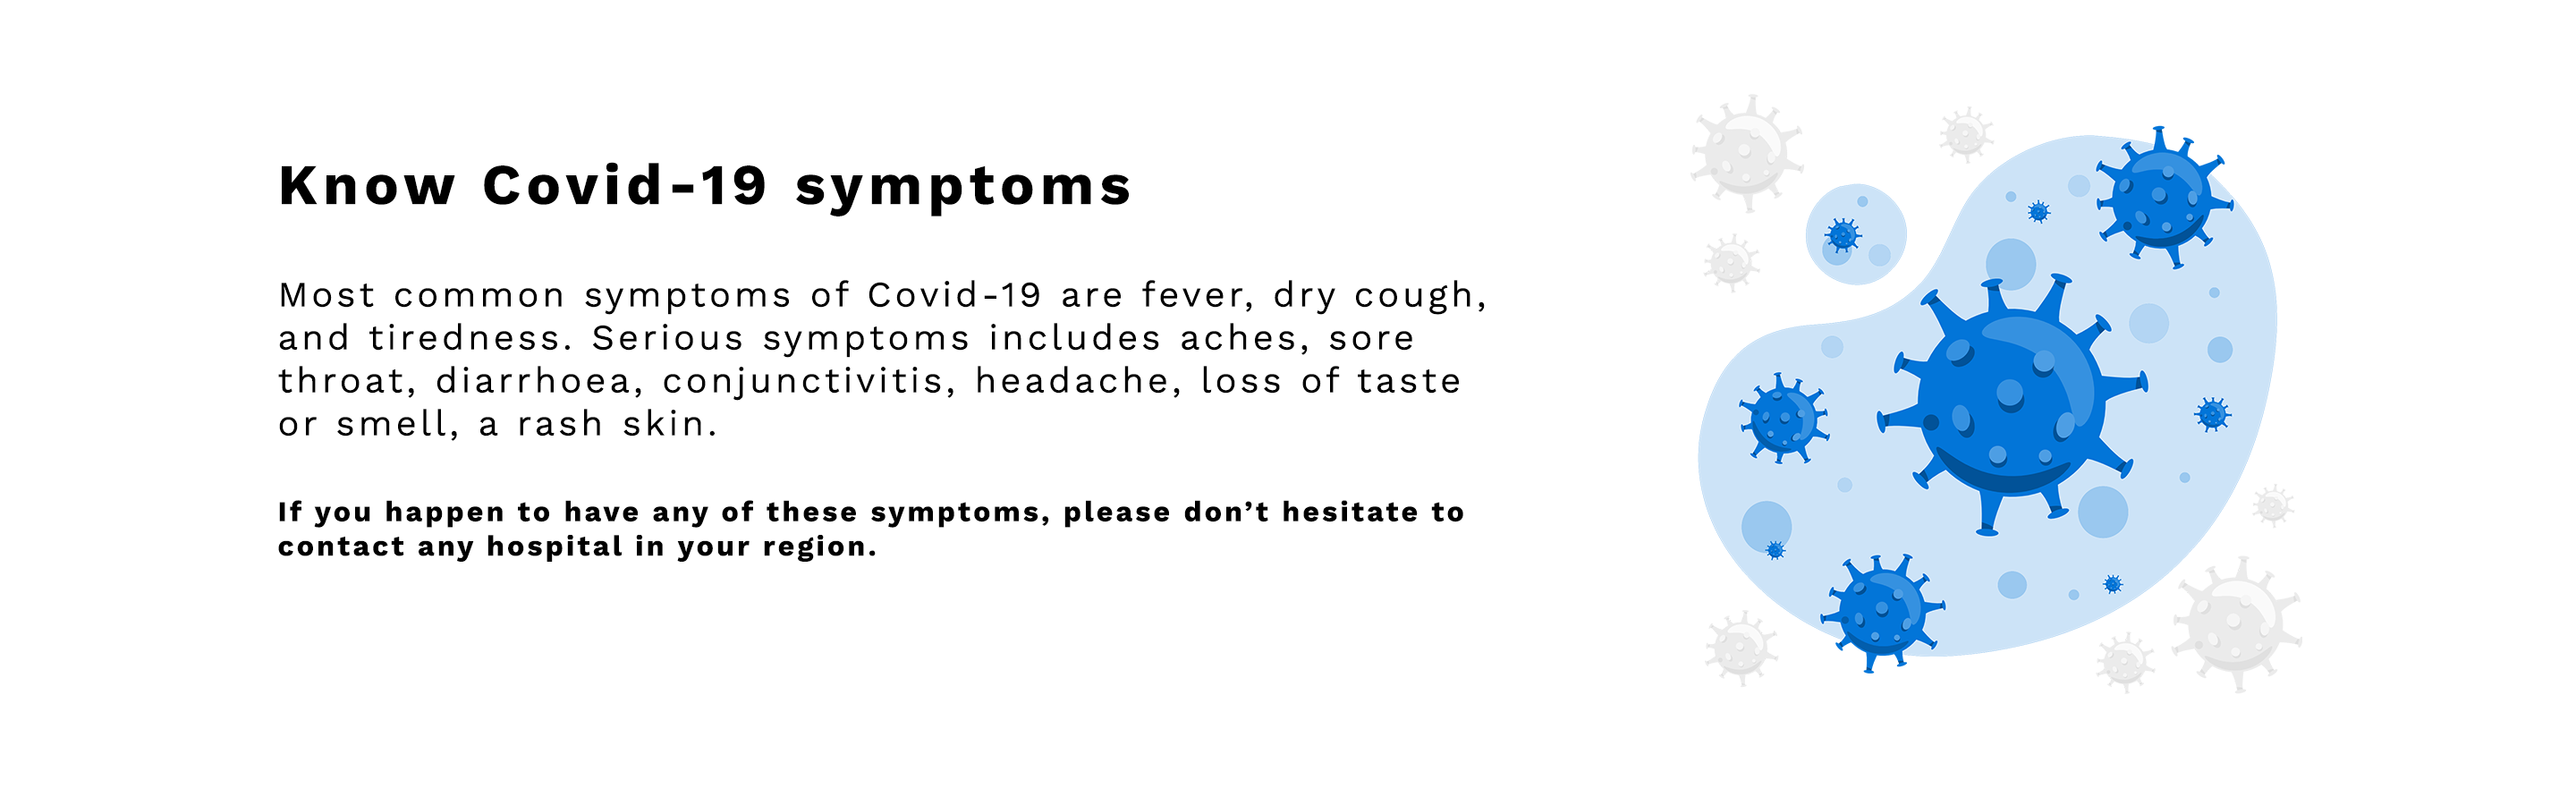 Know Covid-19 symptoms
Most common symptoms of Covid-19 are fever, dry cough,
and tiredness. Serious symptoms includes aches, sore
throat, diarrhoea, conjunctivitis, headache, loss of taste
or smell, a rash skin.
If you happen to have any of these symptoms, please don’t hesitate to
contact any hospital in your region.